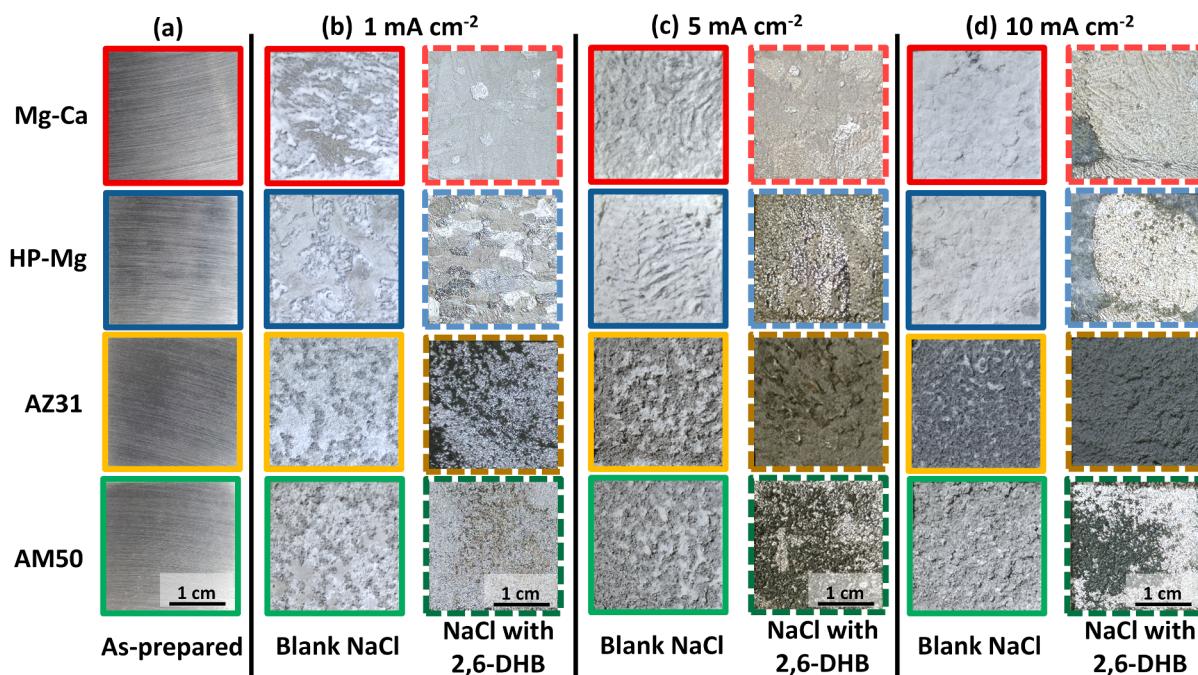 (a)
(b) 1 mA cm⁻²
(c) 5 mA cm⁻²
(d) 10 mA cm⁻²
Mg-Ca
HP-Mg
AZ31
AM50
1 cm
1 cm
1 cm
1 cm
As-prepared
Blank NaCl
NaCl with
2,6-DHB
Blank NaCl
NaCl with
2,6-DHB
Blank NaCl
NaCl with
2,6-DHB